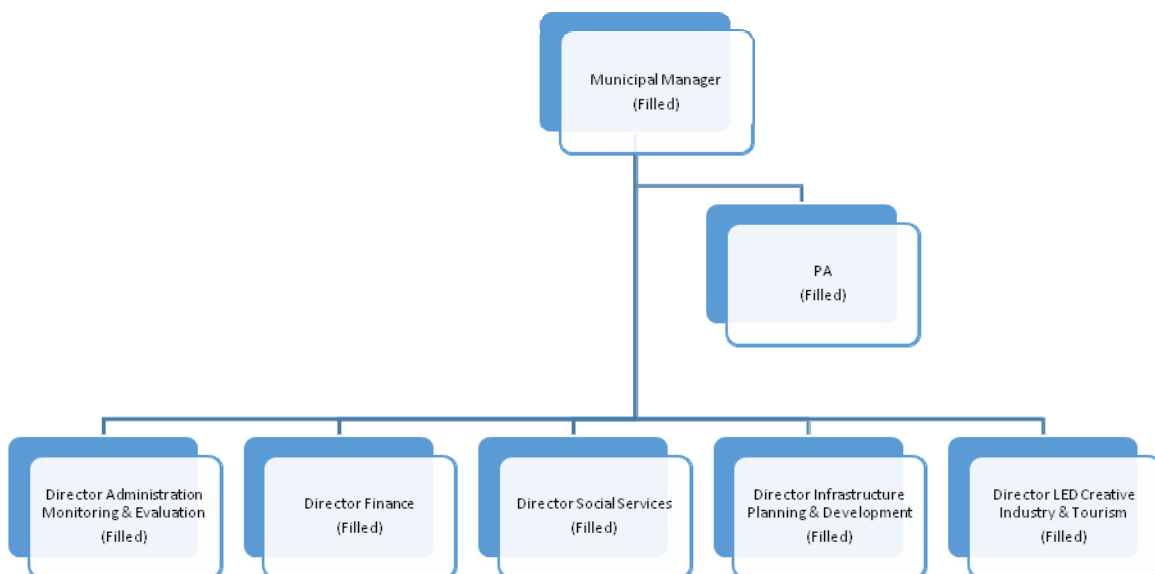 Municipal Manager
(Filled)
PA
(Filled)
Director Administration
Monitoring & Evaluation
(Filled)
Director Finance
(Filled)
Director Social Services
(Filled)
Director Infrastructure
Planning & Development
(Filled)
Director LED Creative
Industry & Tourism
(Filled)